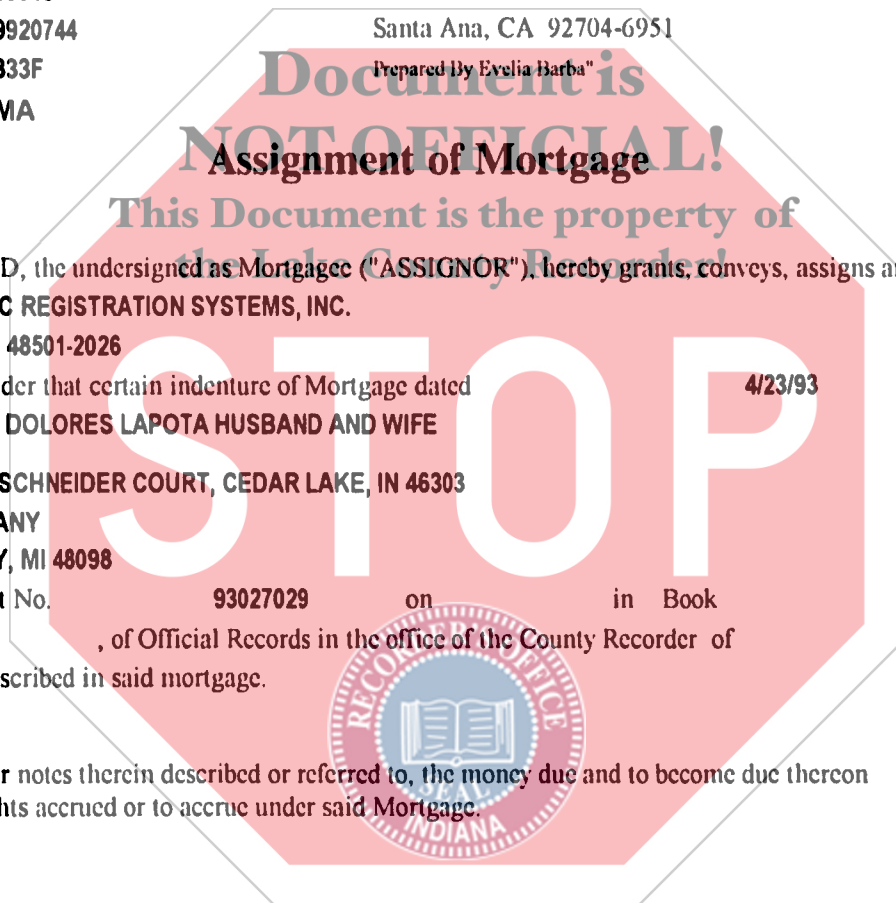 9920744
Santa Ana, CA 92704-6951
333F
Prepared By Evelia Barba"
MA
Document is
NOT OFFICIAL!
Assignment of Mortgage
This Document is the property of
the Lake County Recorder!
D, the undersigned as Mortgagee ("ASSIGNOR"), hereby grants, conveys, assigns a
C REGISTRATION SYSTEMS, INC.
48501-2026
der that certain indenture of Mortgage dated 4/23/93
DOLORES LAPOTA HUSBAND AND WIFE
SCHNEIDER COURT, CEDAR LAKE, IN 46303
ANY
Y, MI 48098
STOP
t No. 93027029 on in Book
, of Official Records in the office of the County Recorder of
scribed in said mortgage.
RECORDER'S OFFICE
SEAL
INDIANA
r notes therein described or referred to, the money due and to become due thereon
hts accrued or to accrue under said Mortgage.